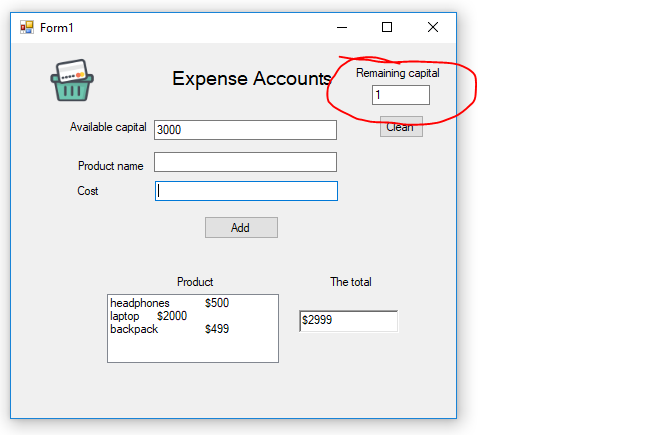 Form1
Expense Accounts
Remaining capital
1
Available capital 3000
Clean
Product name
Cost
Add
Product The total
headphones $500
laptop $2000
backpack $499
$2999